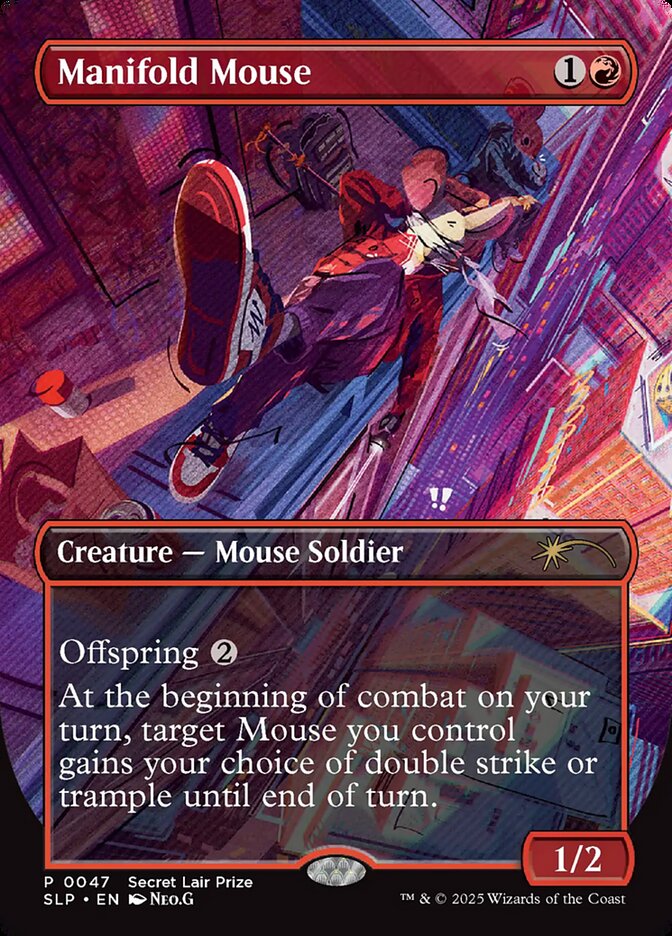 Manifold Mouse 1
Creature — Mouse Soldier
Offspring 2
At the beginning of combat on your
turn, target Mouse you control
gains your choice of double strike or
trample until end of turn.
1/2
P 0047 Secret Lair Prize
SLP • EN Neo.G
™ & © 2025 Wizards of the Coast
!!